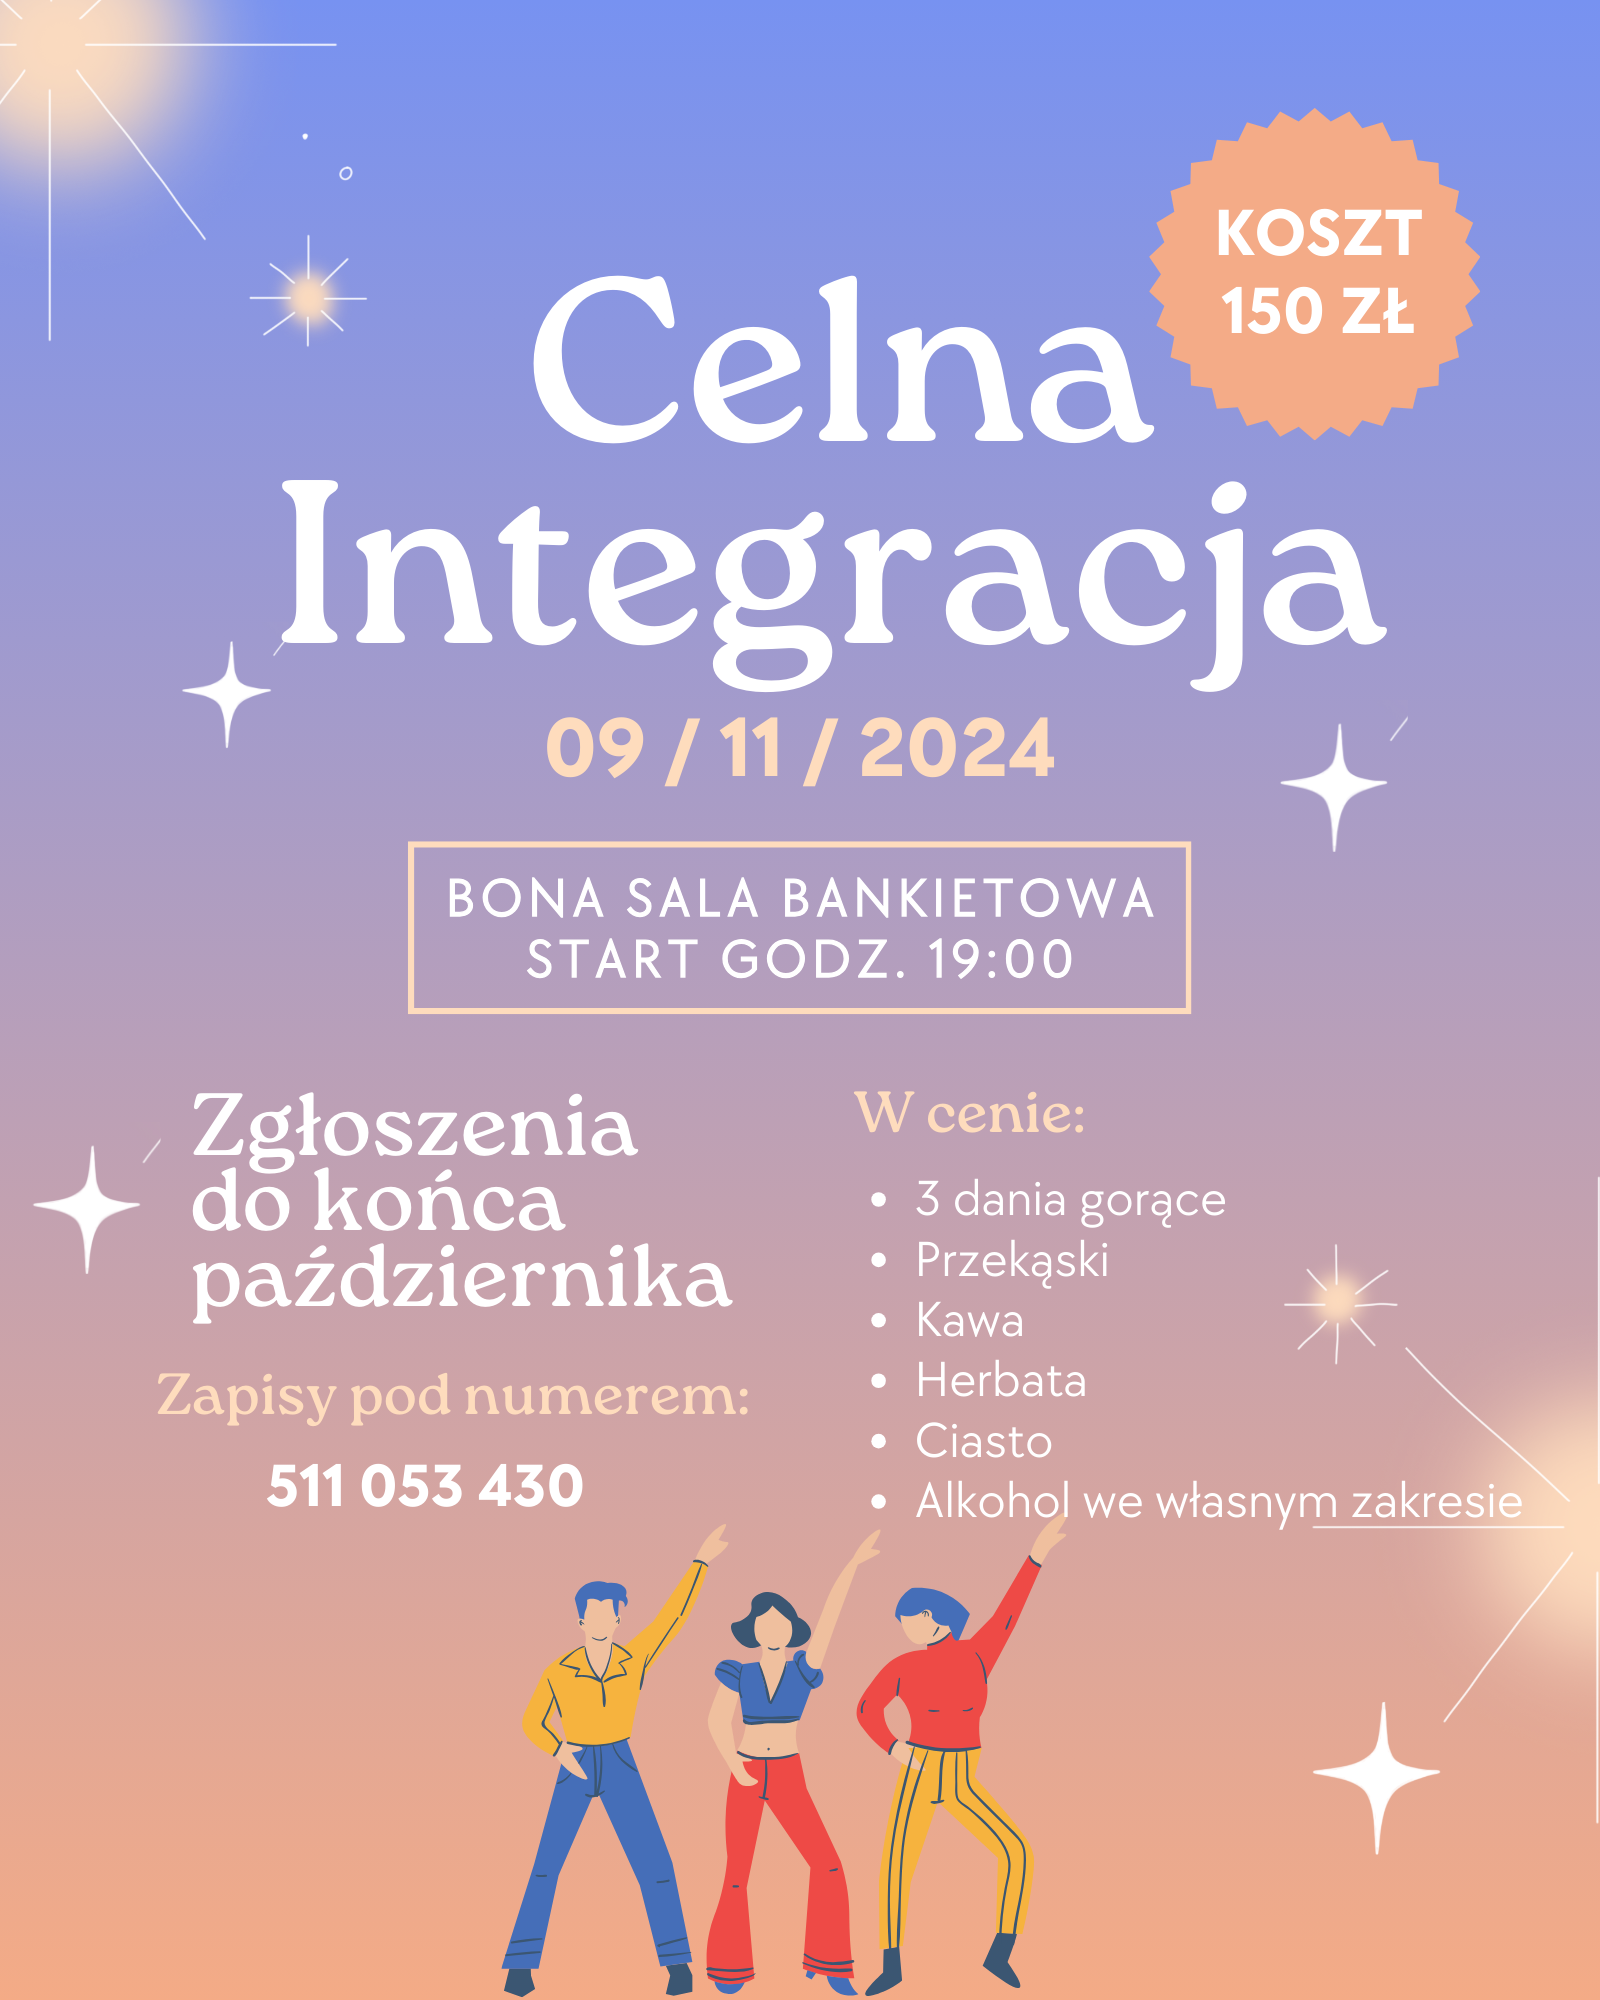 KOSZT
150 ZŁ
Celna
Integracja
09 / 11 / 2024
BONA SALA BANKIETOWA
START GODZ. 19:00
Zgłoszenia
do końca
października
Zapisy pod numerem:
511 053 430
W cenie:
• 3 dania gorące
• Przekąski
• Kawa
• Herbata
• Ciasto
• Alkohol we własnym zakresie